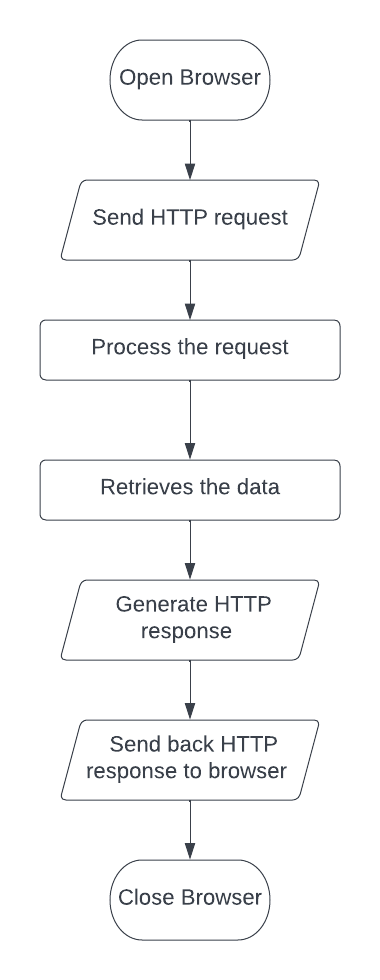 Open Browser
Send HTTP request
Process the request
Retrieves the data
Generate HTTP
response
Send back HTTP
response to browser
Close Browser